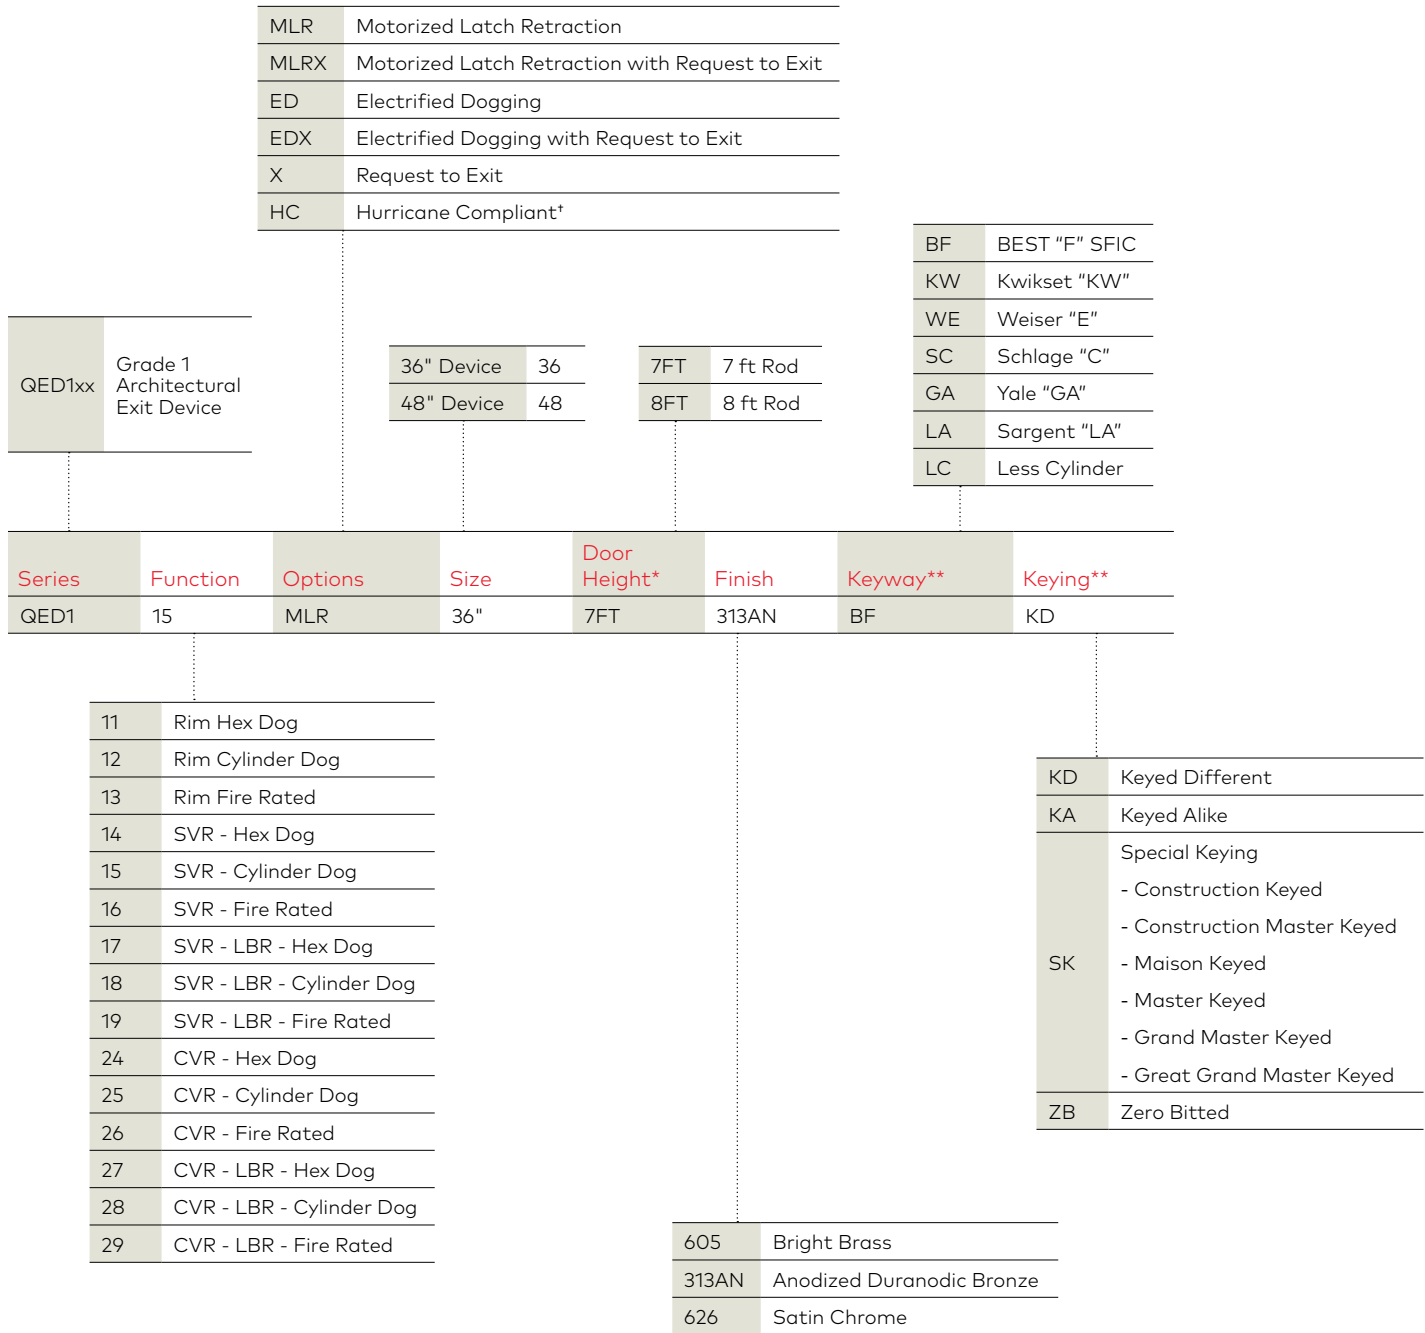 MLR Motorized Latch Retraction
MLRX Motorized Latch Retraction with Request to Exit
ED Electrified Dogging
EDX Electrified Dogging with Request to Exit
X Request to Exit
HC Hurricane Compliant†
BF BEST “F” SFIC
KW Kwikset “KW”
WE Weiser “E”
SC Schlage “C”
GA Yale “GA”
LA Sargent “LA”
LC Less Cylinder
QED1xx
Grade 1
Architectural
Exit Device
36" Device 36
48" Device 48
7FT 7 ft Rod
8FT 8 ft Rod
Series Function Options Size Door Height* Finish Keyway** Keying**
QED1 15 MLR 36" 7FT 313AN BF KD
11 Rim Hex Dog
12 Rim Cylinder Dog
13 Rim Fire Rated
14 SVR - Hex Dog
15 SVR - Cylinder Dog
16 SVR - Fire Rated
17 SVR - LBR - Hex Dog
18 SVR - LBR - Cylinder Dog
19 SVR - LBR - Fire Rated
24 CVR - Hex Dog
25 CVR - Cylinder Dog
26 CVR - Fire Rated
27 CVR - LBR - Hex Dog
28 CVR - LBR - Cylinder Dog
29 CVR - LBR - Fire Rated
KD Keyed Different
KA Keyed Alike
SK
Special Keying
- Construction Keyed
- Construction Master Keyed
- Maison Keyed
- Master Keyed
- Grand Master Keyed
- Great Grand Master Keyed
ZB Zero Bitted
605 Bright Brass
313AN Anodized Duranodic Bronze
626 Satin Chrome